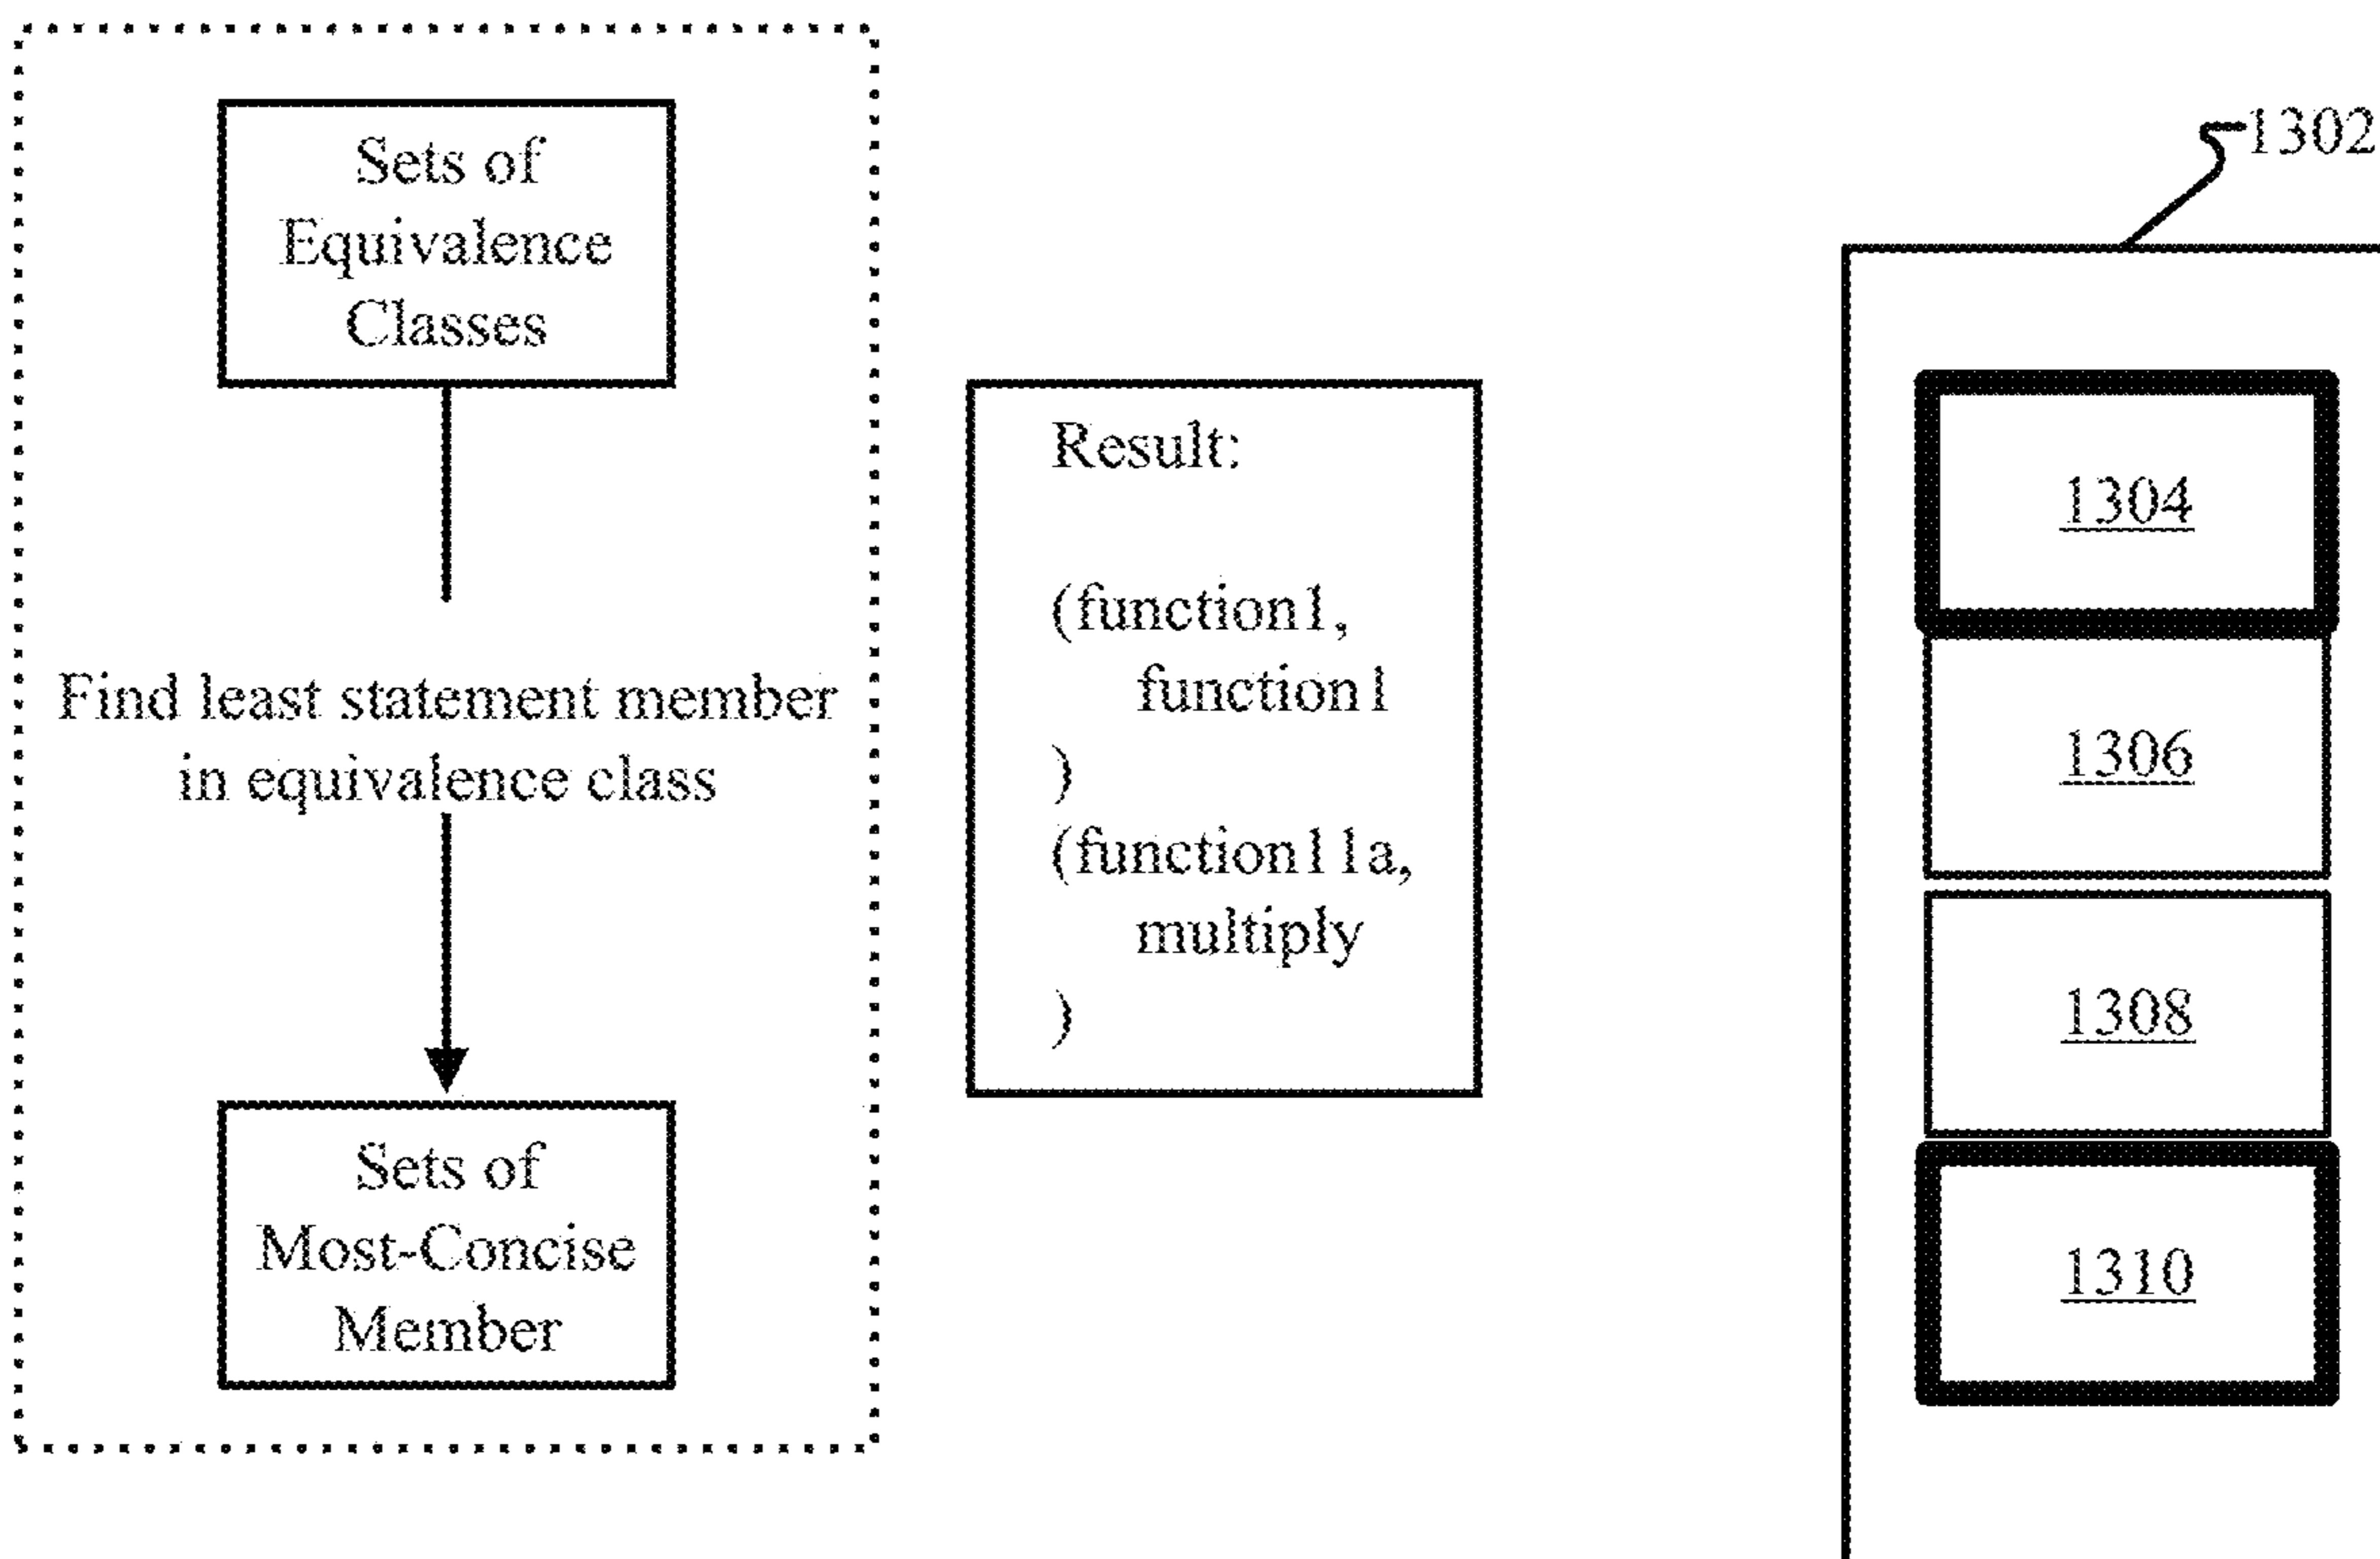 Sets of
Equivalence
Classes
Find least statement member
in equivalence class
Sets of
Most-Concise
Member
Result:
(function1,
function1
)
(function11a,
multiply
)
1302
1304
1306
1308
1310